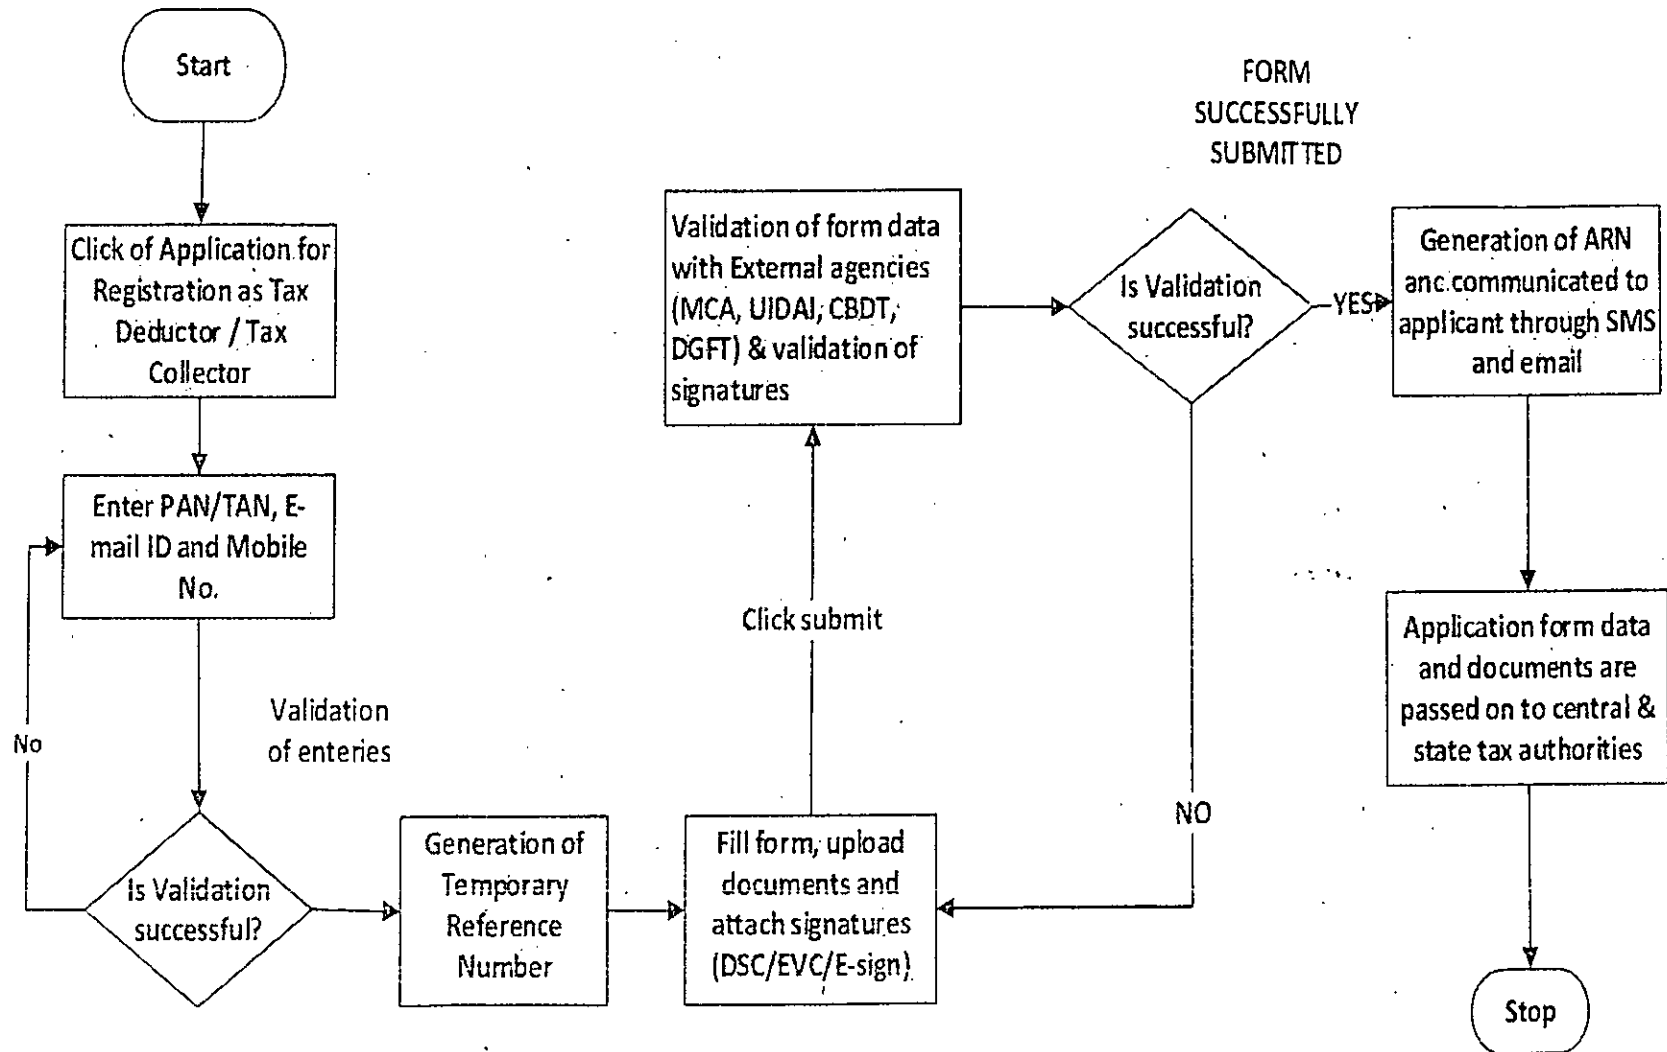 Start
Click of Application for
Registration as Tax
Deductor / Tax
Collector
Enter PAN/TAN, E-
mail ID and Mobile
No.
No
Validation
of enteries
Is Validation
successful?
Generation of
Temporary
Reference
Number
Fill form, upload
documents and
attach signatures
(DSC/EVC/E-sign)
Click submit
Validation of form data
with External agencies
(MCA, UIDAI, CBDT,
DGFT) & validation of
signatures
FORM
SUCCESSFULLY
SUBMITTED
Is Validation
successful?
YES
NO
Generation of ARN
anc communicated to
applicant through SMS
and email
Application form data
and documents are
passed on to central &
state tax authorities
Stop